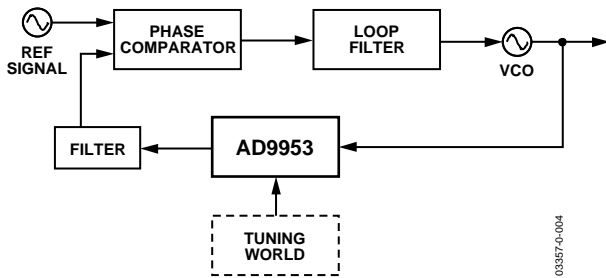 REF
SIGNAL
PHASE
COMPARATOR
LOOP
FILTER
VCO
FILTER
AD9953
TUNING
WORLD
03357-0-004